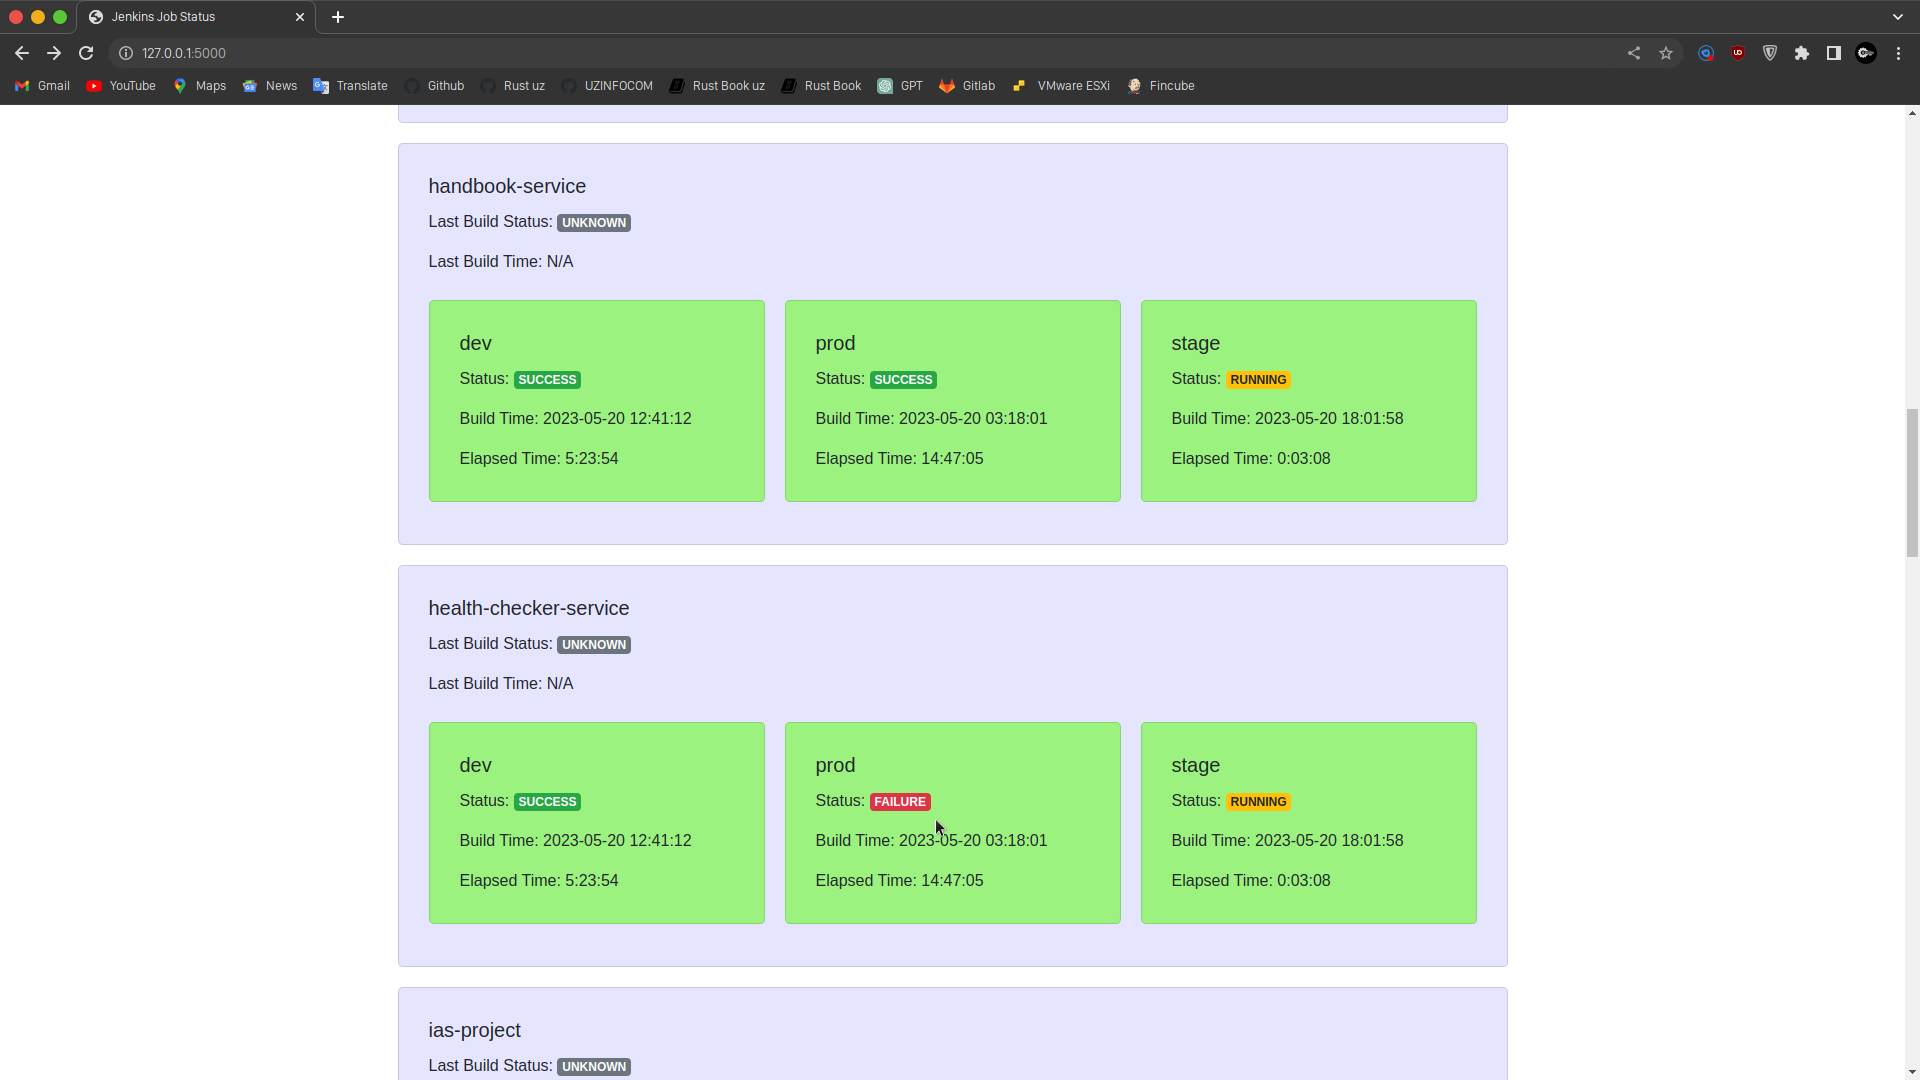 Jenkins Job Status
127.0.0.1:5000
Gmail YouTube Maps News Translate Github Rust uz UZINFOCOM Rust Book uz Rust Book GPT Gitlab VMware ESXi Fincube
handbook-service
Last Build Status: UNKNOWN
Last Build Time: N/A
dev prod stage
Status: SUCCESS Status: SUCCESS Status: RUNNING
Build Time: 2023-05-20 12:41:12 Build Time: 2023-05-20 03:18:01 Build Time: 2023-05-20 18:01:58
Elapsed Time: 5:23:54 Elapsed Time: 14:47:05 Elapsed Time: 0:03:08
health-checker-service
Last Build Status: UNKNOWN
Last Build Time: N/A
dev prod stage
Status: SUCCESS Status: FAILURE Status: RUNNING
Build Time: 2023-05-20 12:41:12 Build Time: 2023-05-20 03:18:01 Build Time: 2023-05-20 18:01:58
Elapsed Time: 5:23:54 Elapsed Time: 14:47:05 Elapsed Time: 0:03:08
ias-project
Last Build Status: UNKNOWN